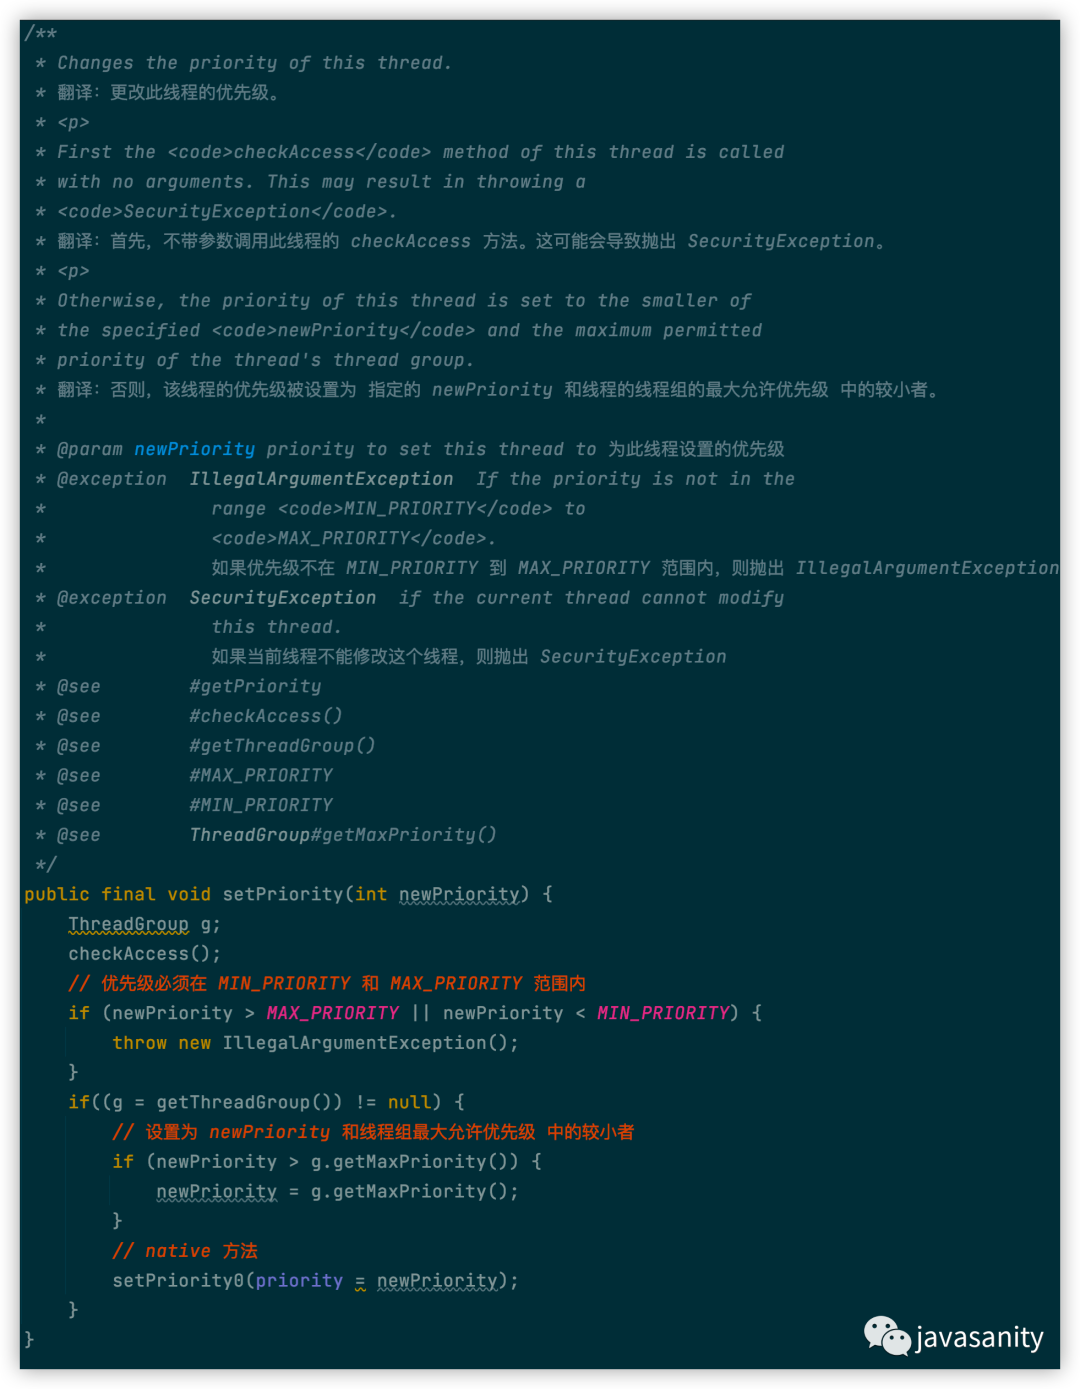 /**
 * Changes the priority of this thread.
 * 翻译：更改此线程的优先级。
 * <p>
 * First the <code>checkAccess</code> method of this thread is called
 * with no arguments. This may result in throwing a
 * <code>SecurityException</code>.
 * 翻译：首先，不带参数调用此线程的 checkAccess 方法。这可能会导致抛出 SecurityException。
 * <p>
 * Otherwise, the priority of this thread is set to the smaller of
 * the specified <code>newPriority</code> and the maximum permitted
 * priority of the thread's thread group.
 * 翻译：否则，该线程的优先级被设置为 指定的 newPriority 和线程的线程组的最大允许优先级 中的较小者。
 *
 * @param newPriority priority to set this thread to 为此线程设置的优先级
 * @exception  IllegalArgumentException  If the priority is not in the
 *               range <code>MIN_PRIORITY</code> to
 *               <code>MAX_PRIORITY</code>.
 *               如果优先级不在 MIN_PRIORITY 到 MAX_PRIORITY 范围内，则抛出 IllegalArgumentException
 * @exception  SecurityException  if the current thread cannot modify
 *               this thread.
 *               如果当前线程不能修改这个线程，则抛出 SecurityException
 * @see        #getPriority
 * @see        #checkAccess()
 * @see        #getThreadGroup()
 * @see        #MAX_PRIORITY
 * @see        #MIN_PRIORITY
 * @see        ThreadGroup#getMaxPriority()
 */
public final void setPriority(int newPriority) {
    ThreadGroup g;
    checkAccess();
    // 优先级必须在 MIN_PRIORITY 和 MAX_PRIORITY 范围内
    if (newPriority > MAX_PRIORITY || newPriority < MIN_PRIORITY) {
        throw new IllegalArgumentException();
    }
    if((g = getThreadGroup()) != null) {
        // 设置为 newPriority 和线程组最大允许优先级 中的较小者
        if (newPriority > g.getMaxPriority()) {
            newPriority = g.getMaxPriority();
        }
        // native 方法
        setPriority0(priority = newPriority);
    }
}
javasanity